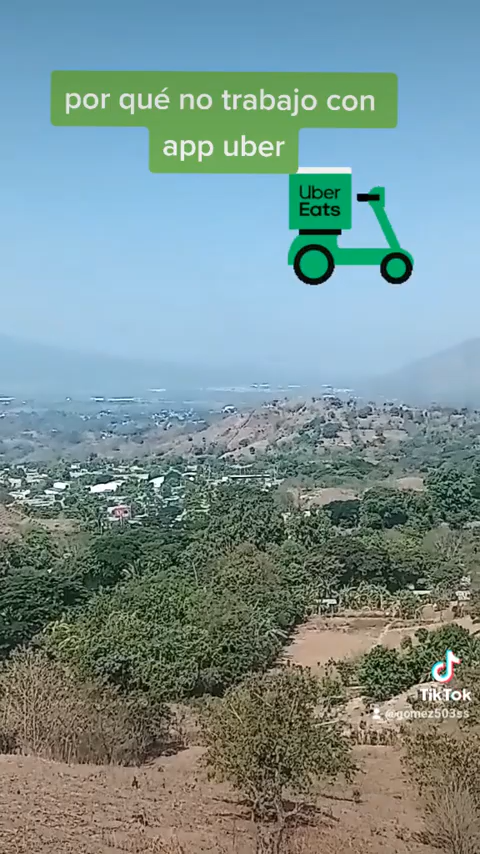 por qué no trabajo con
app uber
Uber
Eats
TikTok
@gomez503ss